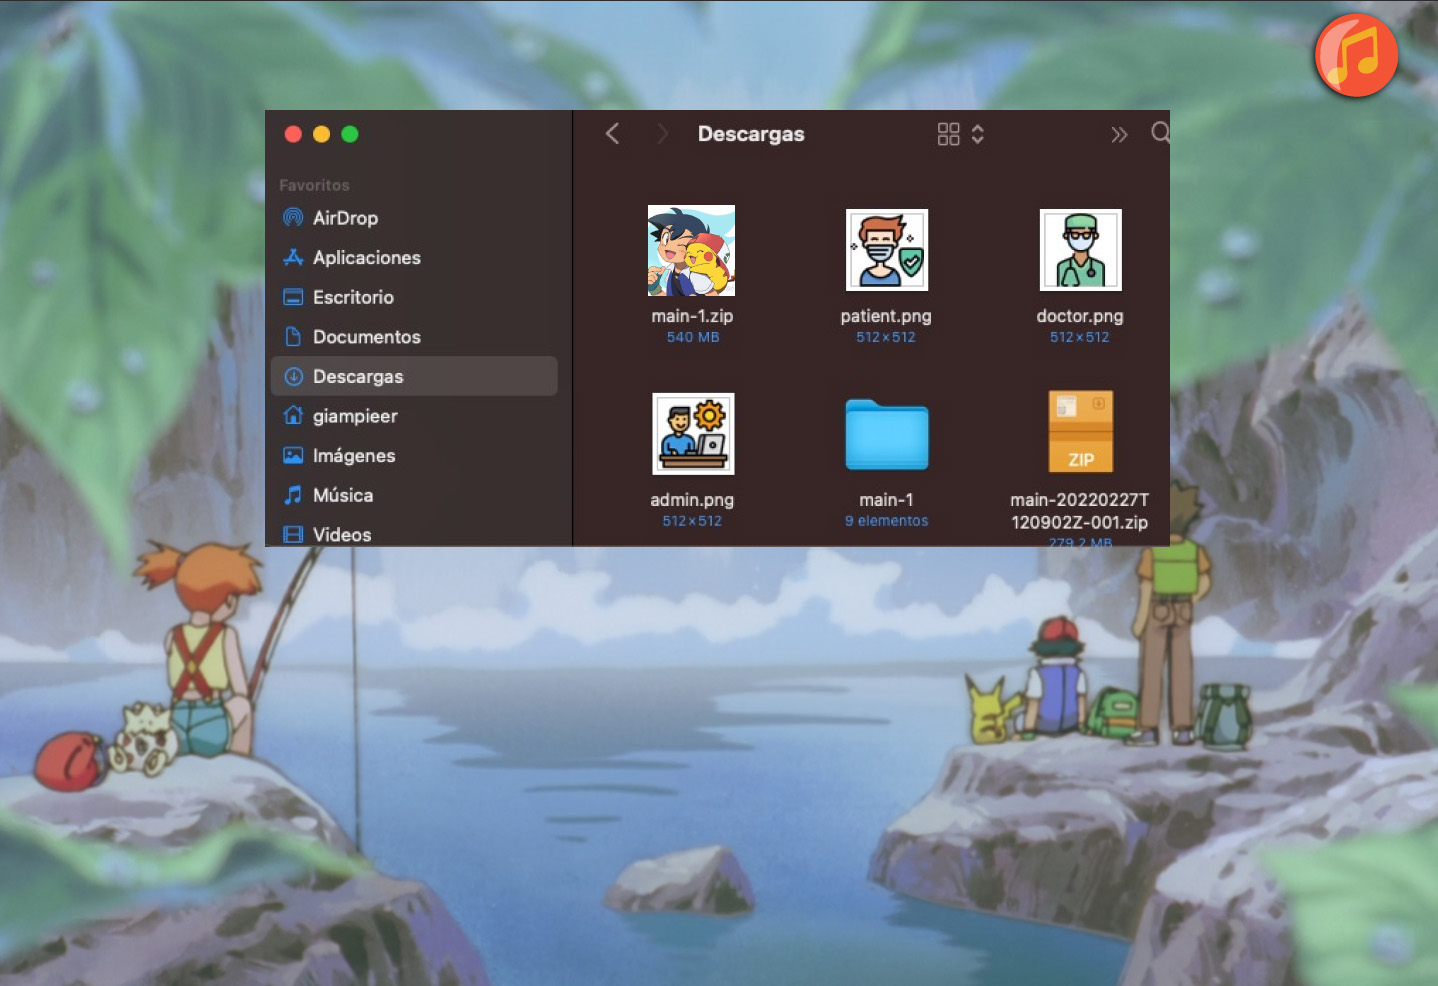 Descargas
Favoritos
AirDrop
Aplicaciones
Escritorio
Documentos
Descargas
giampieer
Imágenes
Música
Videos
main-1.zip
540 MB
patient.png
512×512
doctor.png
512×512
admin.png
512×512
main-1
9 elementos
ZIP
main-20220227T
120902Z-001.zip
279,2 MB